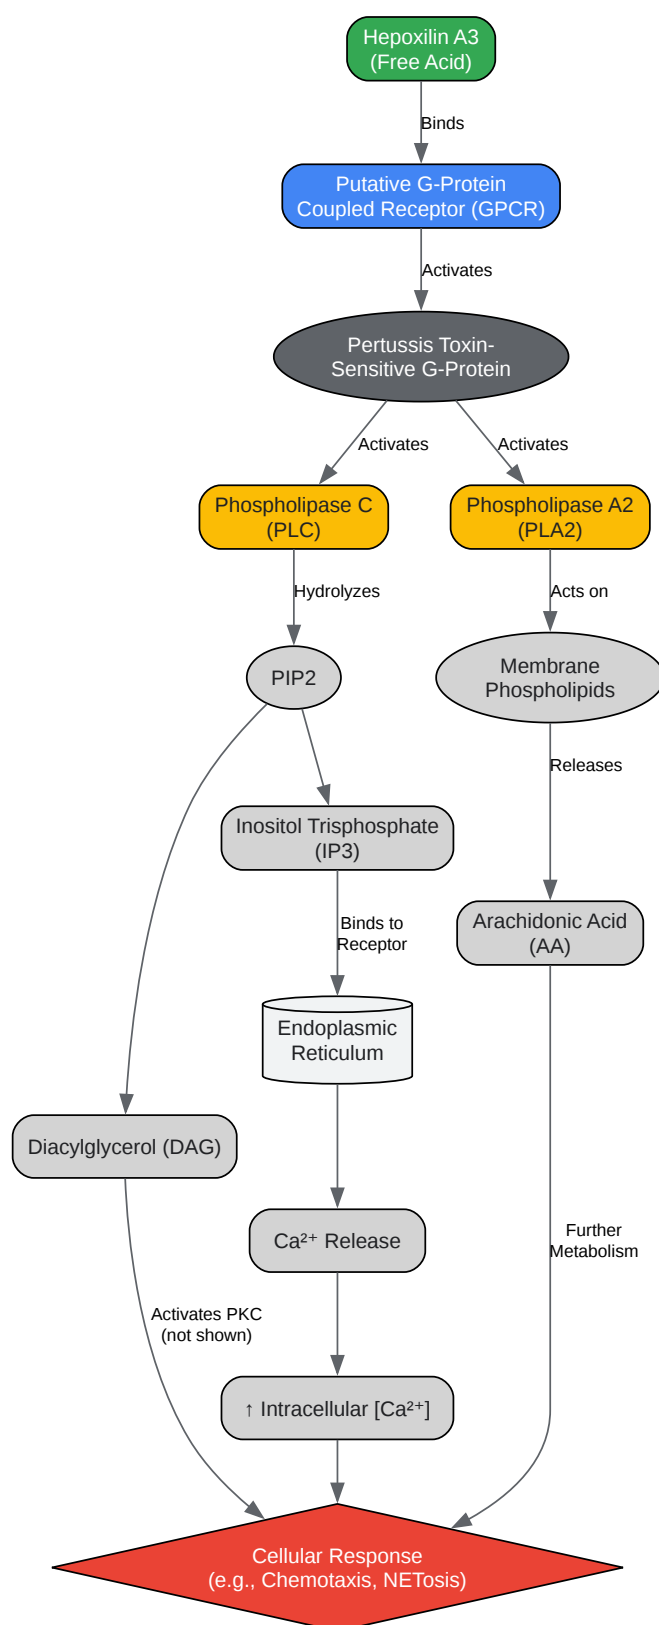 Hepoxilin A3
(Free Acid)
Binds
Putative G-Protein
Coupled Receptor (GPCR)
Activates
Pertussis Toxin-
Sensitive G-Protein
Activates
Activates
Phospholipase C
(PLC)
Phospholipase A2
(PLA2)
Hydrolyzes
Acts on
PIP2
Membrane
Phospholipids
Releases
Inositol Trisphosphate
(IP3)
Binds to
Receptor
Arachidonic Acid
(AA)
Endoplasmic
Reticulum
Diacylglycerol (DAG)
Ca²⁺ Release
Further
Metabolism
Activates PKC
(not shown)
↑ Intracellular [Ca²⁺]
Cellular Response
(e.g., Chemotaxis, NETosis)